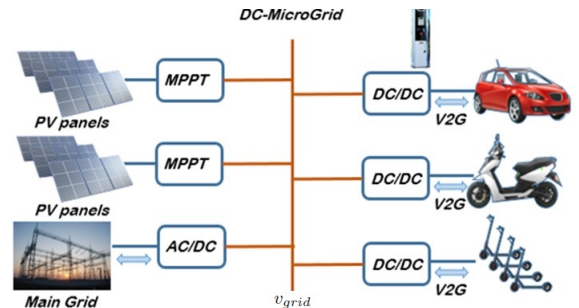 DC-MicroGrid
MPPT
PV panels
DC/DC
V2G
MPPT
PV panels
DC/DC
V2G
AC/DC
Main Grid
DC/DC
V2G
v_grid